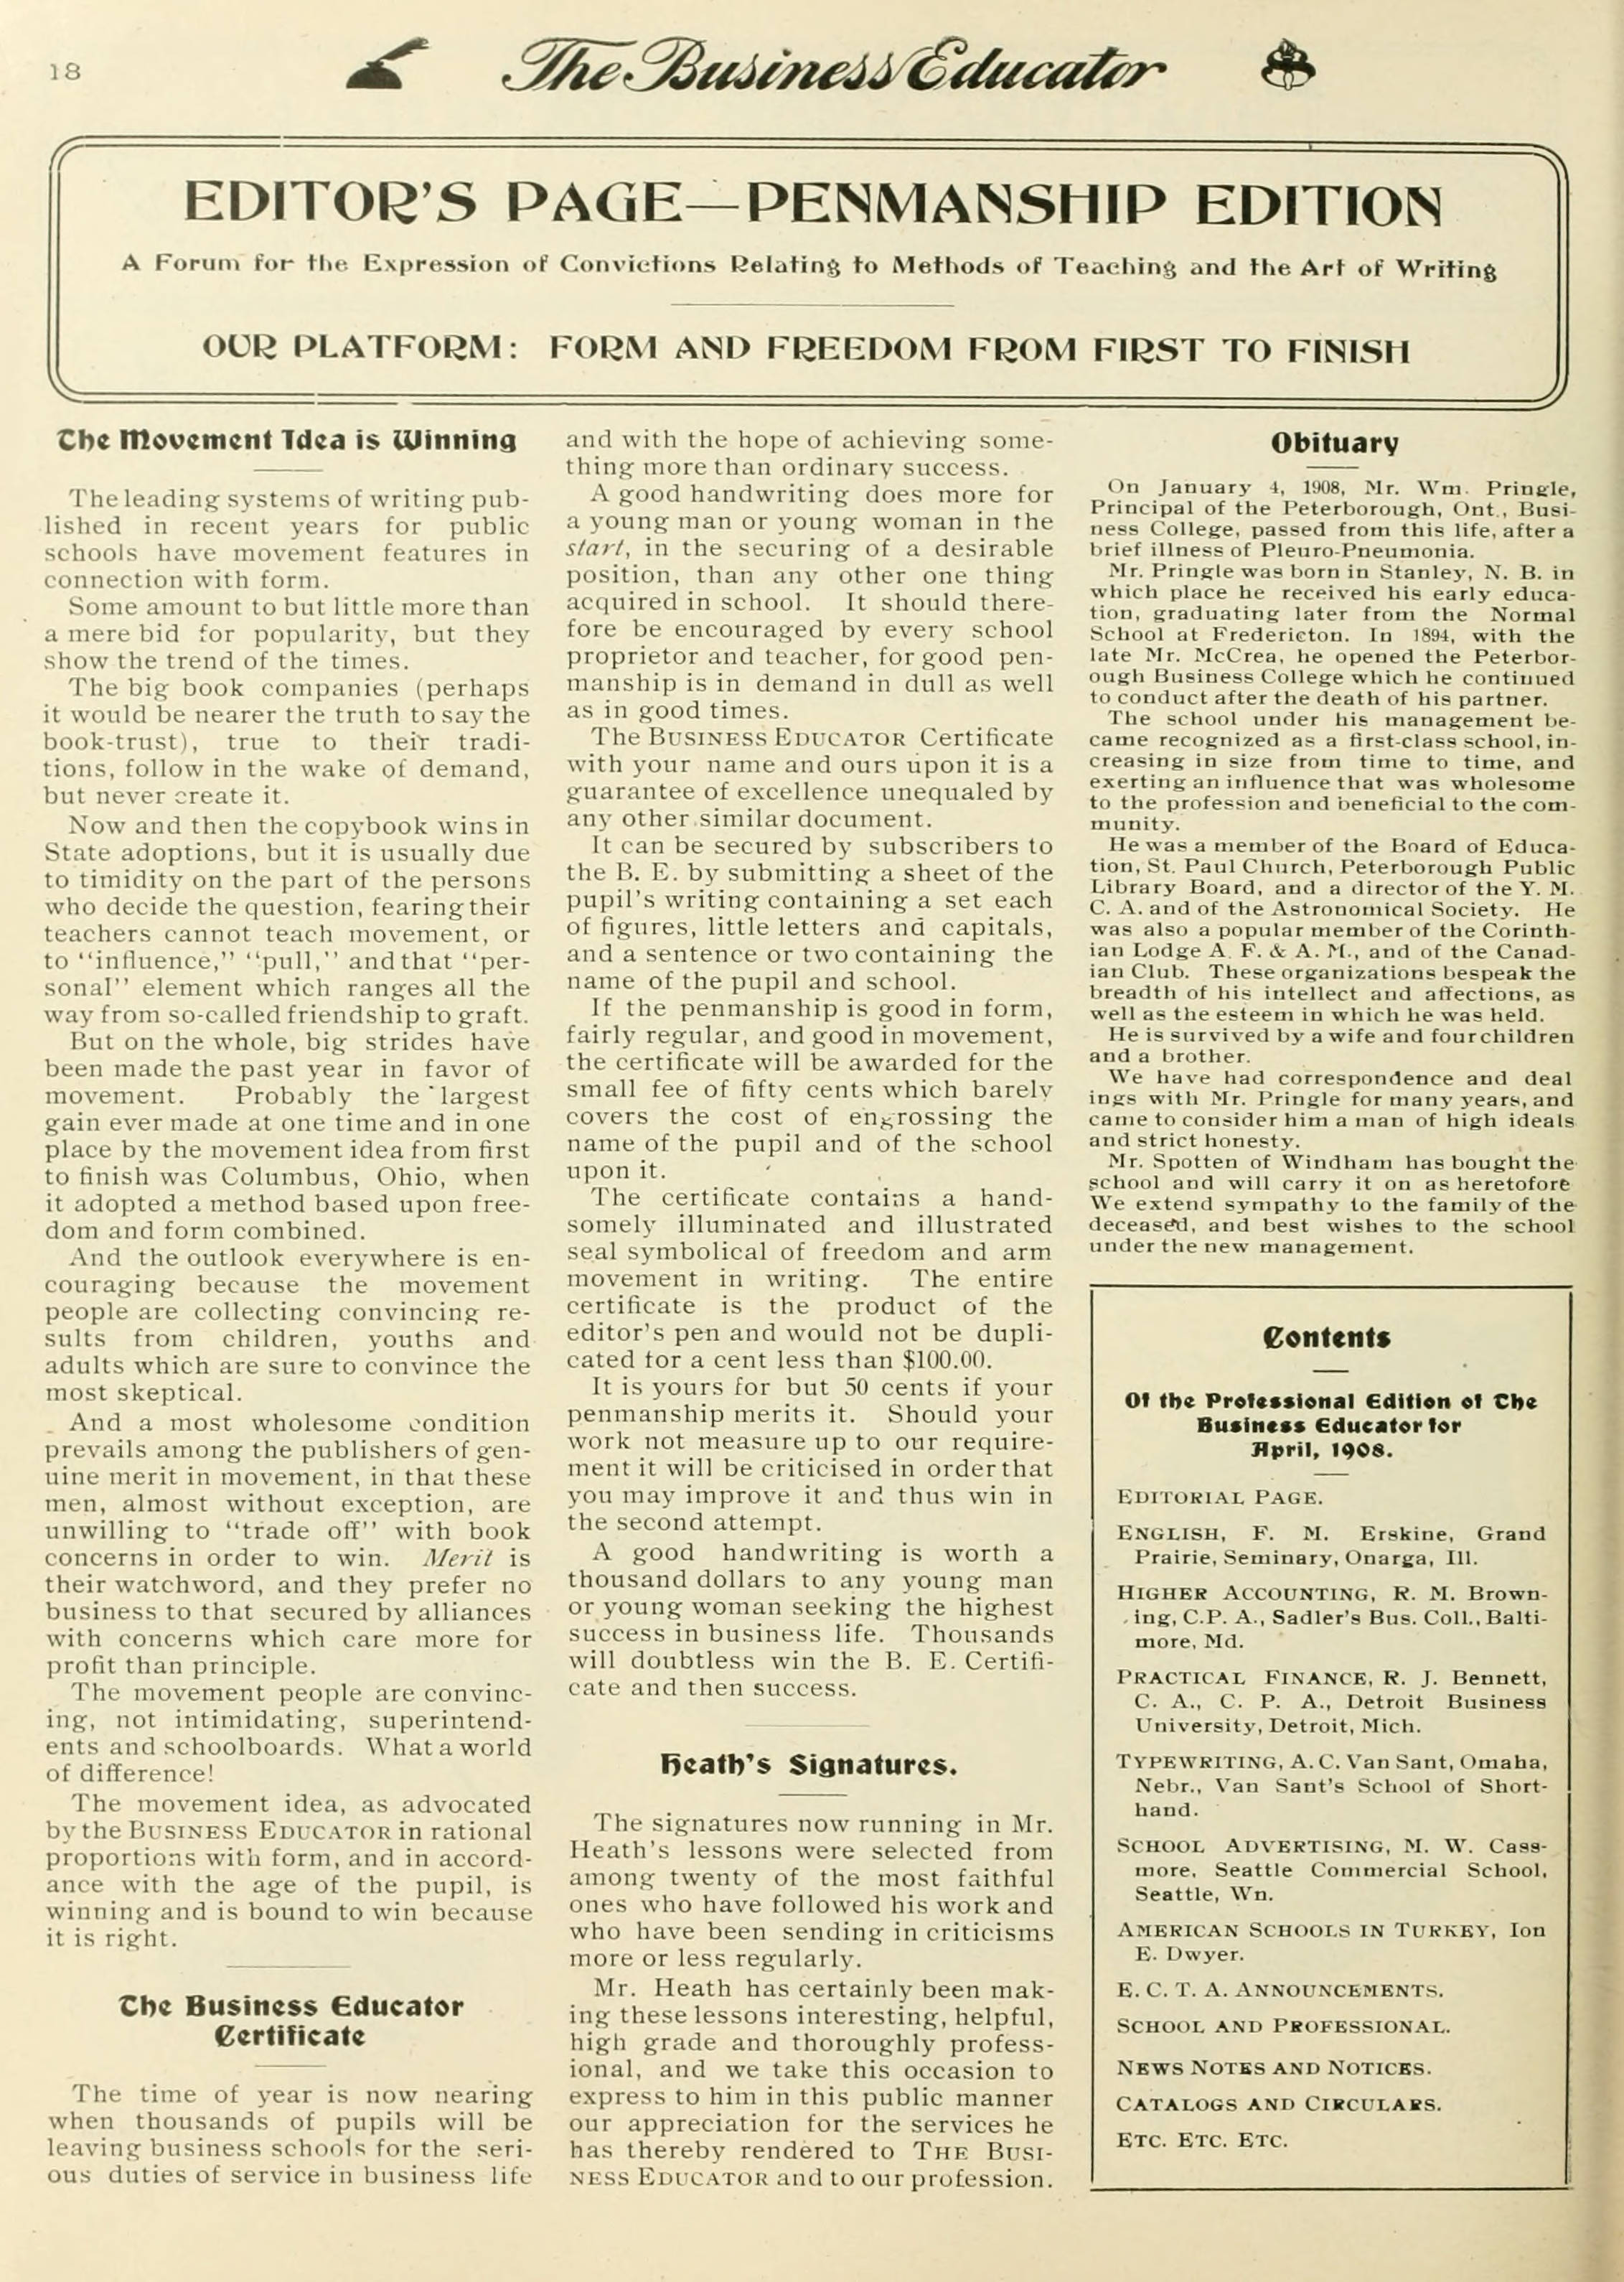 18
The Business Educator
EDITOR'S PAGE—PENMANSHIP EDITION
A Forum for the Expression of Convictions Relating to Methods of Teaching and the Art of Writing
OUR PLATFORM: FORM AND FREEDOM FROM FIRST TO FINISH
The Movement Idea is Winning
The leading systems of writing pub-
lished in recent years for public
schools have movement features in
connection with form.
Some amount to but little more than
a mere bid for popularity, but they
show the trend of the times.
The big book companies (perhaps
it would be nearer the truth to say the
book-trust), true to their tradi-
tions, follow in the wake of demand,
but never create it.
Now and then the copybook wins in
State adoptions, but it is usually due
to timidity on the part of the persons
who decide the question, fearing their
teachers cannot teach movement, or
to "influence," "pull," and that "per-
sonal" element which ranges all the
way from so-called friendship to graft.
But on the whole, big strides have
been made the past year in favor of
movement. Probably the largest
gain ever made at one time and in one
place by the movement idea from first
to finish was Columbus, Ohio, when
it adopted a method based upon free-
dom and form combined.
And the outlook everywhere is en-
couraging because the movement
people are collecting convincing re-
sults from children, youths and
adults which are sure to convince the
most skeptical.
And a most wholesome condition
prevails among the publishers of gen-
uine merit in movement, in that these
men, almost without exception, are
unwilling to "trade off" with book
concerns in order to win. Merit is
their watchword, and they prefer no
business to that secured by alliances
with concerns which care more for
profit than principle.
The movement people are convinc-
ing, not intimidating, superintend-
ents and schoolboards. What a world
of difference!
The movement idea, as advocated
by the BUSINESS EDUCATOR in rational
proportions with form, and in accord-
ance with the age of the pupil, is
winning and is bound to win because
it is right.
The Business Educator
Certificate
The time of year is now nearing
when thousands of pupils will be
leaving business schools for the seri-
ous duties of service in business life
and with the hope of achieving some-
thing more than ordinary success.
A good handwriting does more for
a young man or young woman in the
start, in the securing of a desirable
position, than any other one thing
acquired in school. It should there-
fore be encouraged by every school
proprietor and teacher, for good pen-
manship is in demand in dull as well
as in good times.
The BUSINESS EDUCATOR Certificate
with your name and ours upon it is a
guarantee of excellence unequaled by
any other similar document.
It can be secured by subscribers to
the B. E. by submitting a sheet of the
pupil's writing containing a set each
of figures, little letters and capitals,
and a sentence or two containing the
name of the pupil and school.
If the penmanship is good in form,
fairly regular, and good in movement,
the certificate will be awarded for the
small fee of fifty cents which barely
covers the cost of engrossing the
name of the pupil and of the school
upon it.
The certificate contains a hand-
somely illuminated and illustrated
seal symbolical of freedom and arm
movement in writing. The entire
certificate is the product of the
editor's pen and would not be dupli-
cated for a cent less than $100.00.
It is yours for but 50 cents if your
penmanship merits it. Should your
work not measure up to our require-
ment it will be criticised in order that
you may improve it and thus win in
the second attempt.
A good handwriting is worth a
thousand dollars to any young man
or young woman seeking the highest
success in business life. Thousands
will doubtless win the B. E. Certifi-
cate and then success.
Heath's Signatures.
The signatures now running in Mr.
Heath's lessons were selected from
among twenty of the most faithful
ones who have followed his work and
who have been sending in criticisms
more or less regularly.
Mr. Heath has certainly been mak-
ing these lessons interesting, helpful,
high grade and thoroughly profess-
ional, and we take this occasion to
express to him in this public manner
our appreciation for the services he
has thereby rendered to THE BUSI-
NESS EDUCATOR and to our profession.
Obituary
On January 4, 1908, Mr. Wm. Pringle,
Principal of the Peterborough, Ont., Busi-
ness College, passed from this life, after a
brief illness of Pleuro-Pneumonia.
Mr. Pringle was born in Stanley, N. B. in
which place he received his early educa-
tion, graduating later from the Normal
School at Fredericton. In 1894, with the
late Mr. McCrea, he opened the Peterbor-
ough Business College which he continued
to conduct after the death of his partner.
The school under his management be-
came recognized as a first-class school, in-
creasing in size from time to time, and
exerting an influence that was wholesome
to the profession and beneficial to the com-
munity.
He was a member of the Board of Educa-
tion, St. Paul Church, Peterborough Public
Library Board, and a director of the Y. M.
C. A. and of the Astronomical Society. He
was also a popular member of the Corinth-
ian Lodge A. F. & A. M., and of the Canad-
ian Club. These organizations bespeak the
breadth of his intellect and affections, as
well as the esteem in which he was held.
He is survived by a wife and four children
and a brother.
We have had correspondence and deal
ings with Mr. Pringle for many years, and
came to consider him a man of high ideals
and strict honesty.
Mr. Spotten of Windham has bought the
school and will carry it on as heretofore
We extend sympathy to the family of the
deceased, and best wishes to the school
under the new management.
Contents
Of the Professional Edition of The
Business Educator for
April, 1908.
EDITORIAL PAGE.
ENGLISH, F. M. Erskine, Grand
Prairie, Seminary, Onarga, Ill.
HIGHER ACCOUNTING, R. M. Brown-
ing, C.P. A., Sadler's Bus. Coll., Balti-
more, Md.
PRACTICAL FINANCE, R. J. Bennett,
C. A., C. P. A., Detroit Business
University, Detroit, Mich.
TYPEWRITING, A. C. Van Sant, Omaha,
Nebr., Van Sant's School of Short-
hand.
SCHOOL ADVERTISING, M. W. Cass-
more, Seattle Commercial School,
Seattle, Wn.
AMERICAN SCHOOLS IN TURKEY, Ion
E. Dwyer.
E. C. T. A. ANNOUNCEMENTS.
SCHOOL AND PROFESSIONAL.
NEWS NOTES AND NOTICES.
CATALOGS AND CIRCULARS.
ETC. ETC. ETC.